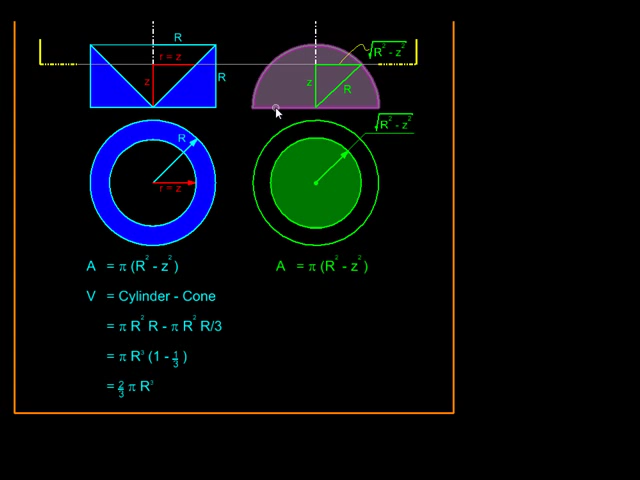 R
r = z
z
R
√R² - z²
z
R
R
r = z
√R² - z²
A = π (R² - z²)
A = π (R² - z²)
V = Cylinder - Cone
= π R² R - π R² R/3
= π R³ (1 - 1/3)
= 2/3 π R³